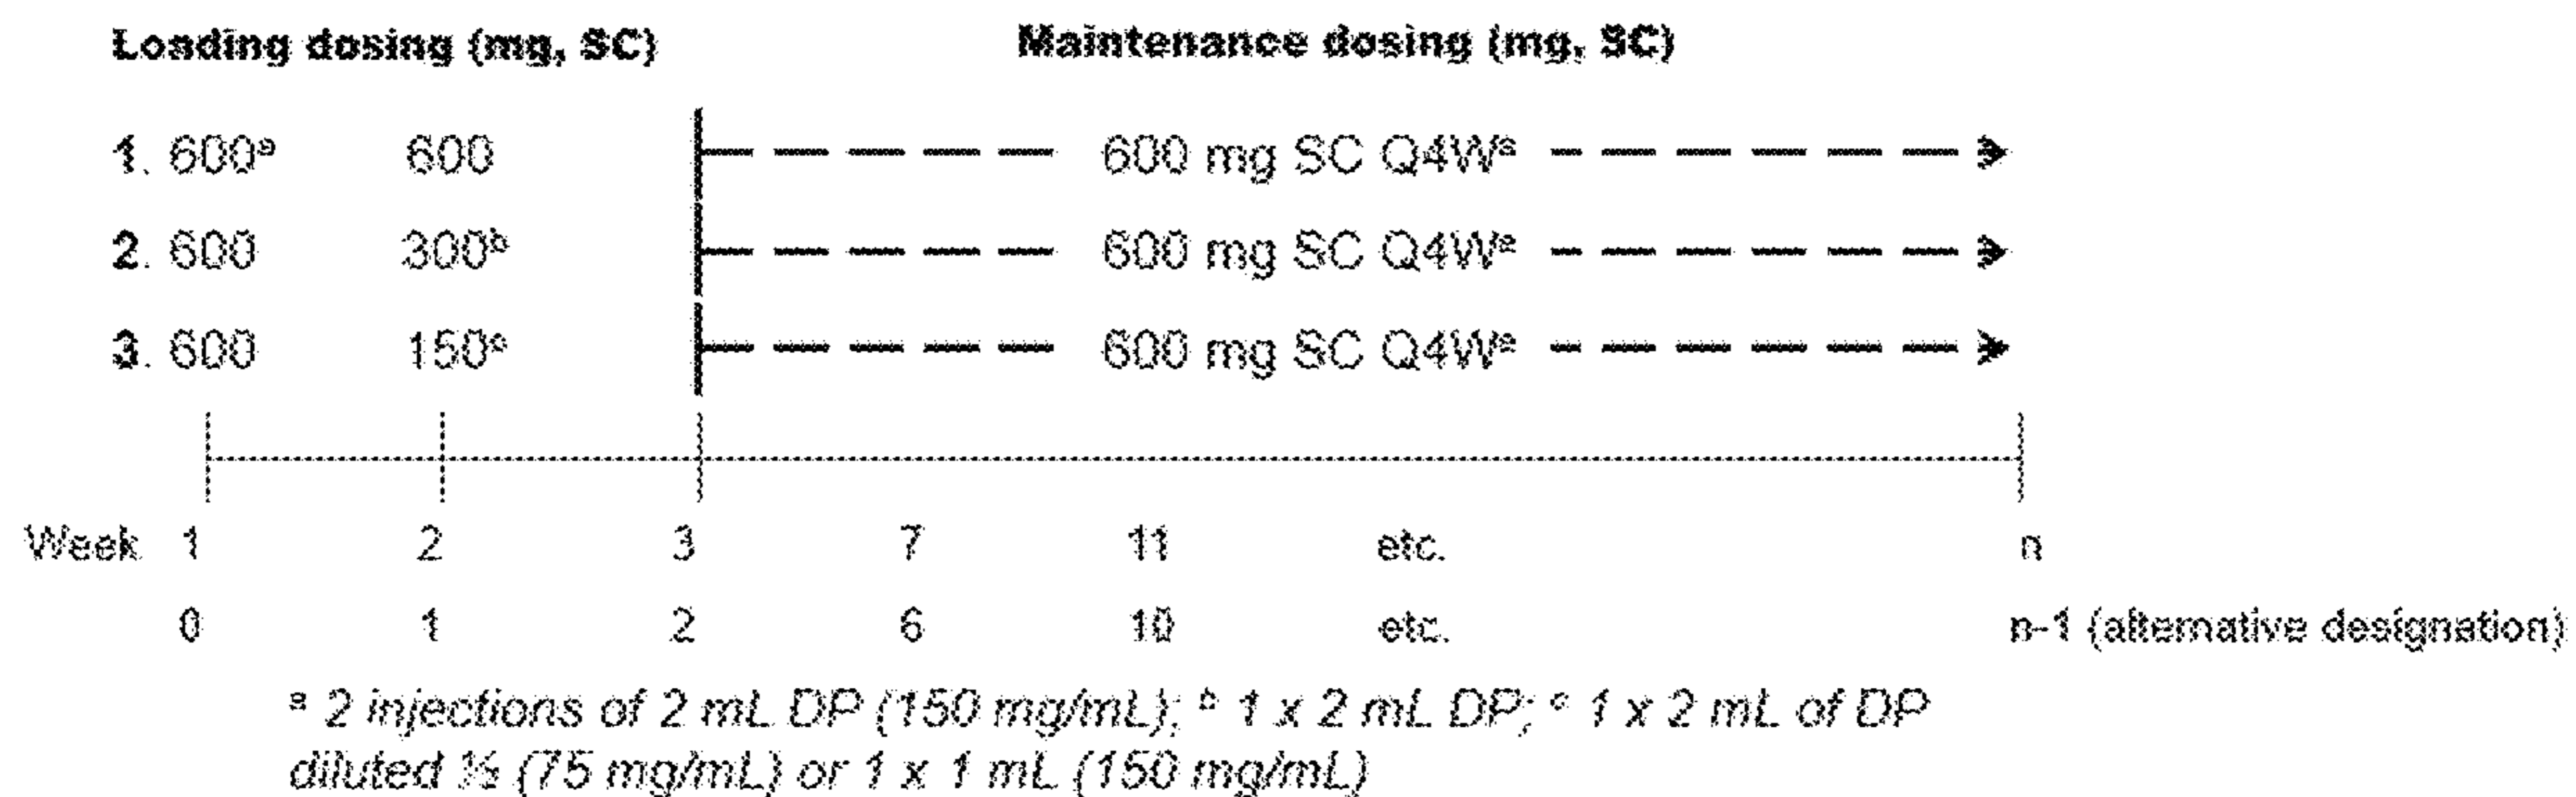 Loading dosing (mg, SC) Maintenance dosing (mg, SC)
1. 600ᵃ 600 600 mg SC Q4Wᵃ
2. 600 300ᵇ 600 mg SC Q4Wᵃ
3. 600 150ᶜ 600 mg SC Q4Wᵃ
Week 1 2 3 7 11 etc. n
0 1 2 6 10 etc. n-1 (alternative designation)
ᵃ 2 injections of 2 mL DP (150 mg/mL); ᵇ 1 x 2 mL DP; ᶜ 1 x 2 mL of DP
diluted ½ (75 mg/mL) or 1 x 1 mL (150 mg/mL)